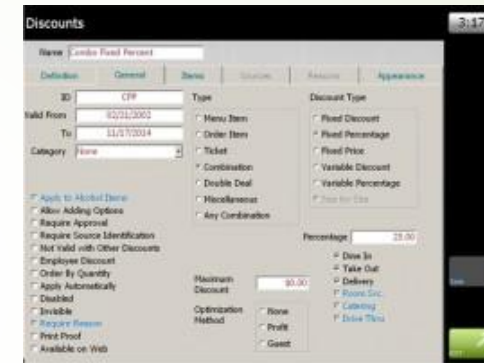 Discounts
3:17
Name Combo Fixed Percent
Definition General Items Sources Reasons Appearance
ID CFP
Valid From 02/21/2002
To 11/17/2014
Category None
Apply to Alcohol Items
Allow Adding Options
Require Approval
Require Source Identification
Not Valid with Other Discounts
Employee Discount
Order By Quantity
Apply Automatically
Disabled
Invisible
Require Reason
Print Proof
Available on Web
Type
Menu Item
Order Item
Ticket
Combination
Double Deal
Miscellaneous
Any Combination
Maximum Discount $0.00
Optimization Method
None
Profit
Guest
Discount Type
Fixed Discount
Fixed Percentage
Fixed Price
Variable Discount
Variable Percentage
Percentage 25.00
Dine In
Take Out
Delivery
Room Svc.
Catering
Drive Thru